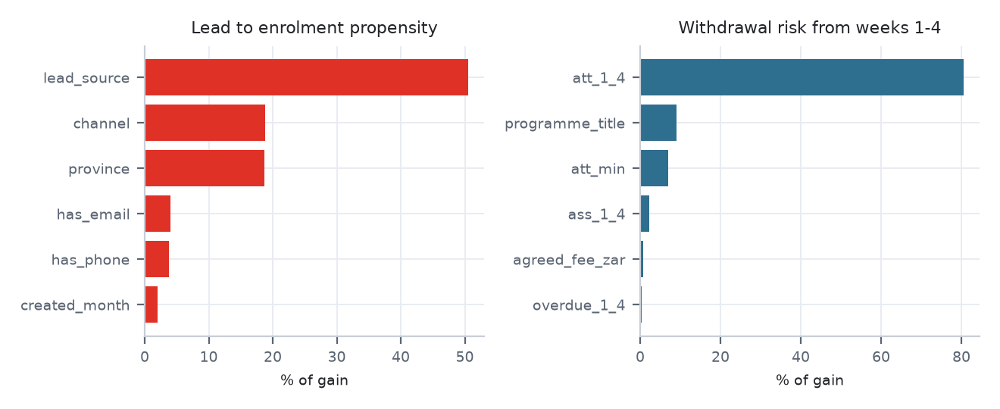 Lead to enrolment propensity
lead_source
channel
province
has_email
has_phone
created_month
0 10 20 30 40 50
% of gain
Withdrawal risk from weeks 1-4
att_1_4
programme_title
att_min
ass_1_4
agreed_fee_zar
overdue_1_4
0 20 40 60 80
% of gain